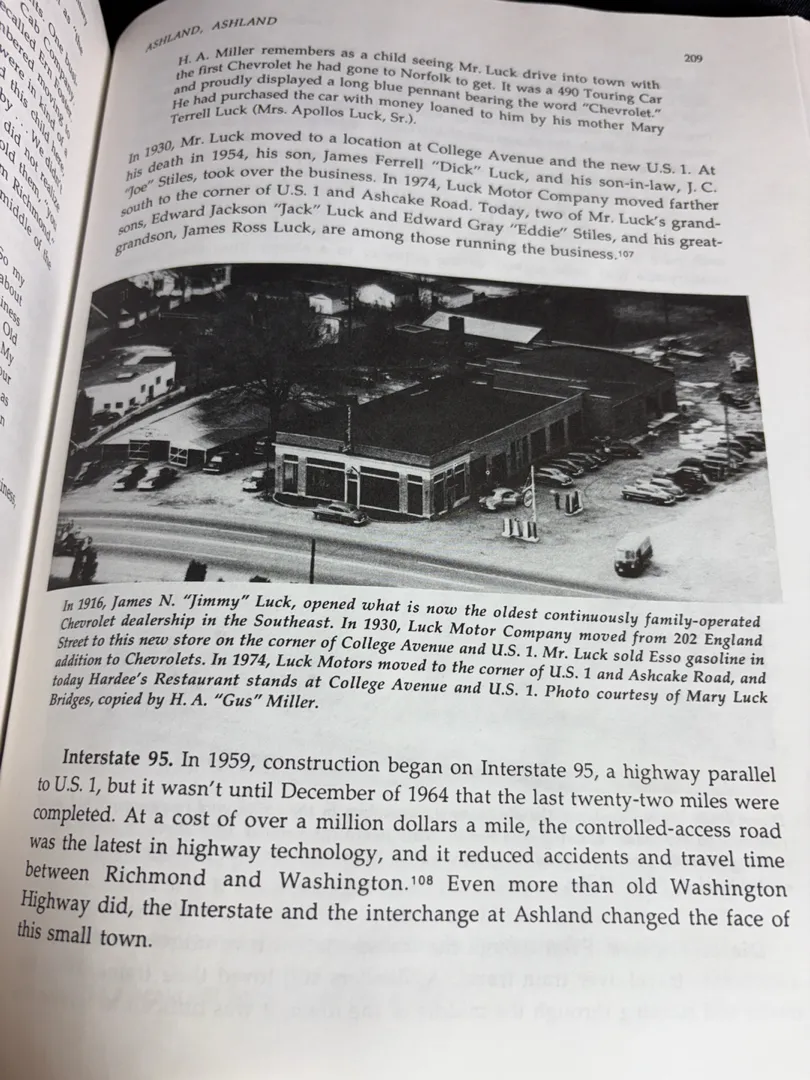 ASHLAND, ASHLAND
209
H. A. Miller remembers as a child seeing Mr. Luck drive into town with
the first Chevrolet he had gone to Norfolk to get. It was a 490 Touring Car
and proudly displayed a long blue pennant bearing the word “Chevrolet.”
He had purchased the car with money loaned to him by his mother Mary
Terrell Luck (Mrs. Apollos Luck, Sr.).
In 1930, Mr. Luck moved to a location at College Avenue and the new U.S. 1. At
his death in 1954, his son, James Ferrell “Dick” Luck, and his son-in-law, J. C.
“Joe” Stiles, took over the business. In 1974, Luck Motor Company moved farther
south to the corner of U.S. 1 and Ashcake Road. Today, two of Mr. Luck’s grand-
sons, Edward Jackson “Jack” Luck and Edward Gray “Eddie” Stiles, and his great-
grandson, James Ross Luck, are among those running the business.107
In 1916, James N. “Jimmy” Luck, opened what is now the oldest continuously family-operated
Chevrolet dealership in the Southeast. In 1930, Luck Motor Company moved from 202 England
Street to this new store on the corner of College Avenue and U.S. 1. Mr. Luck sold Esso gasoline in
addition to Chevrolets. In 1974, Luck Motors moved to the corner of U.S. 1 and Ashcake Road, and
today Hardee’s Restaurant stands at College Avenue and U.S. 1. Photo courtesy of Mary Luck
Bridges, copied by H. A. “Gus” Miller.
Interstate 95. In 1959, construction began on Interstate 95, a highway parallel
to U.S. 1, but it wasn’t until December of 1964 that the last twenty-two miles were
completed. At a cost of over a million dollars a mile, the controlled-access road
was the latest in highway technology, and it reduced accidents and travel time
between Richmond and Washington.108 Even more than old Washington
Highway did, the Interstate and the interchange at Ashland changed the face of
this small town.